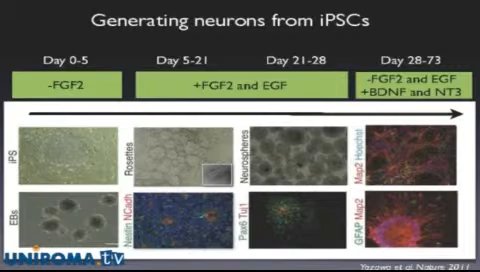 Generating neurons from iPSCs
Day 0-5
Day 5-21
Day 21-28
Day 28-73
-FGF2
+FGF2 and EGF
-FGF2 and EGF
+BDNF and NT3
iPS
Rosettes
Neurospheres
Map2 Hoechst
EBs
Nestin NCadh
Pax6 Tuj1
GFAP Map2
UNIROMA TV
Yazawa et al. Nature 2011